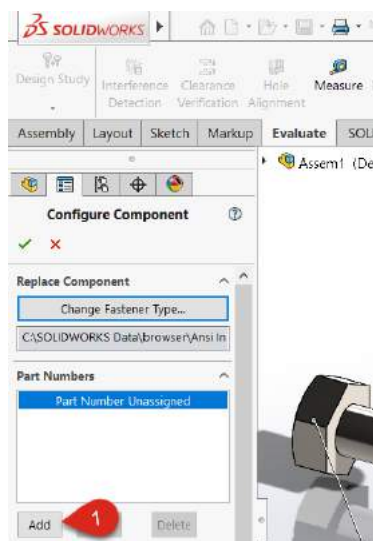 SOLIDWORKS
Design Study
Interference Detection
Clearance Verification
Hole Alignment
Measure
Assembly Layout Sketch Markup Evaluate SOL
Assem1 (De
Configure Component
Replace Component
Change Fastener Type...
C:\SOLIDWORKS Data\browser\Ansi In
Part Numbers
Part Number Unassigned
Add 1 Delete